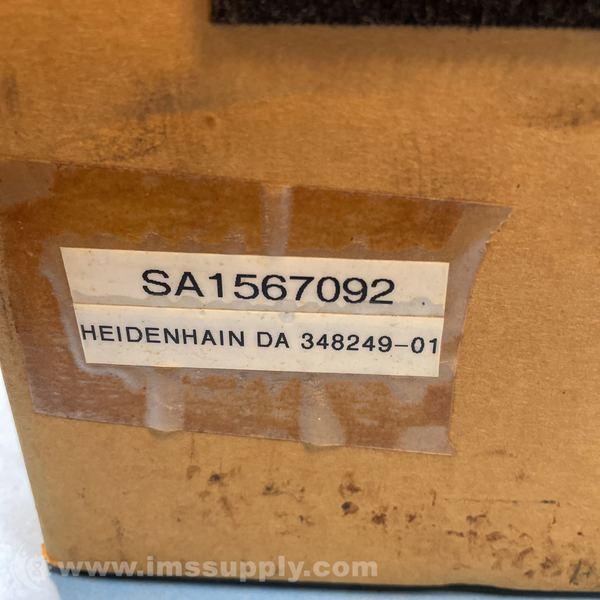 SA1567092
HEIDENHAIN DA 348249-01
www.imssupply.com